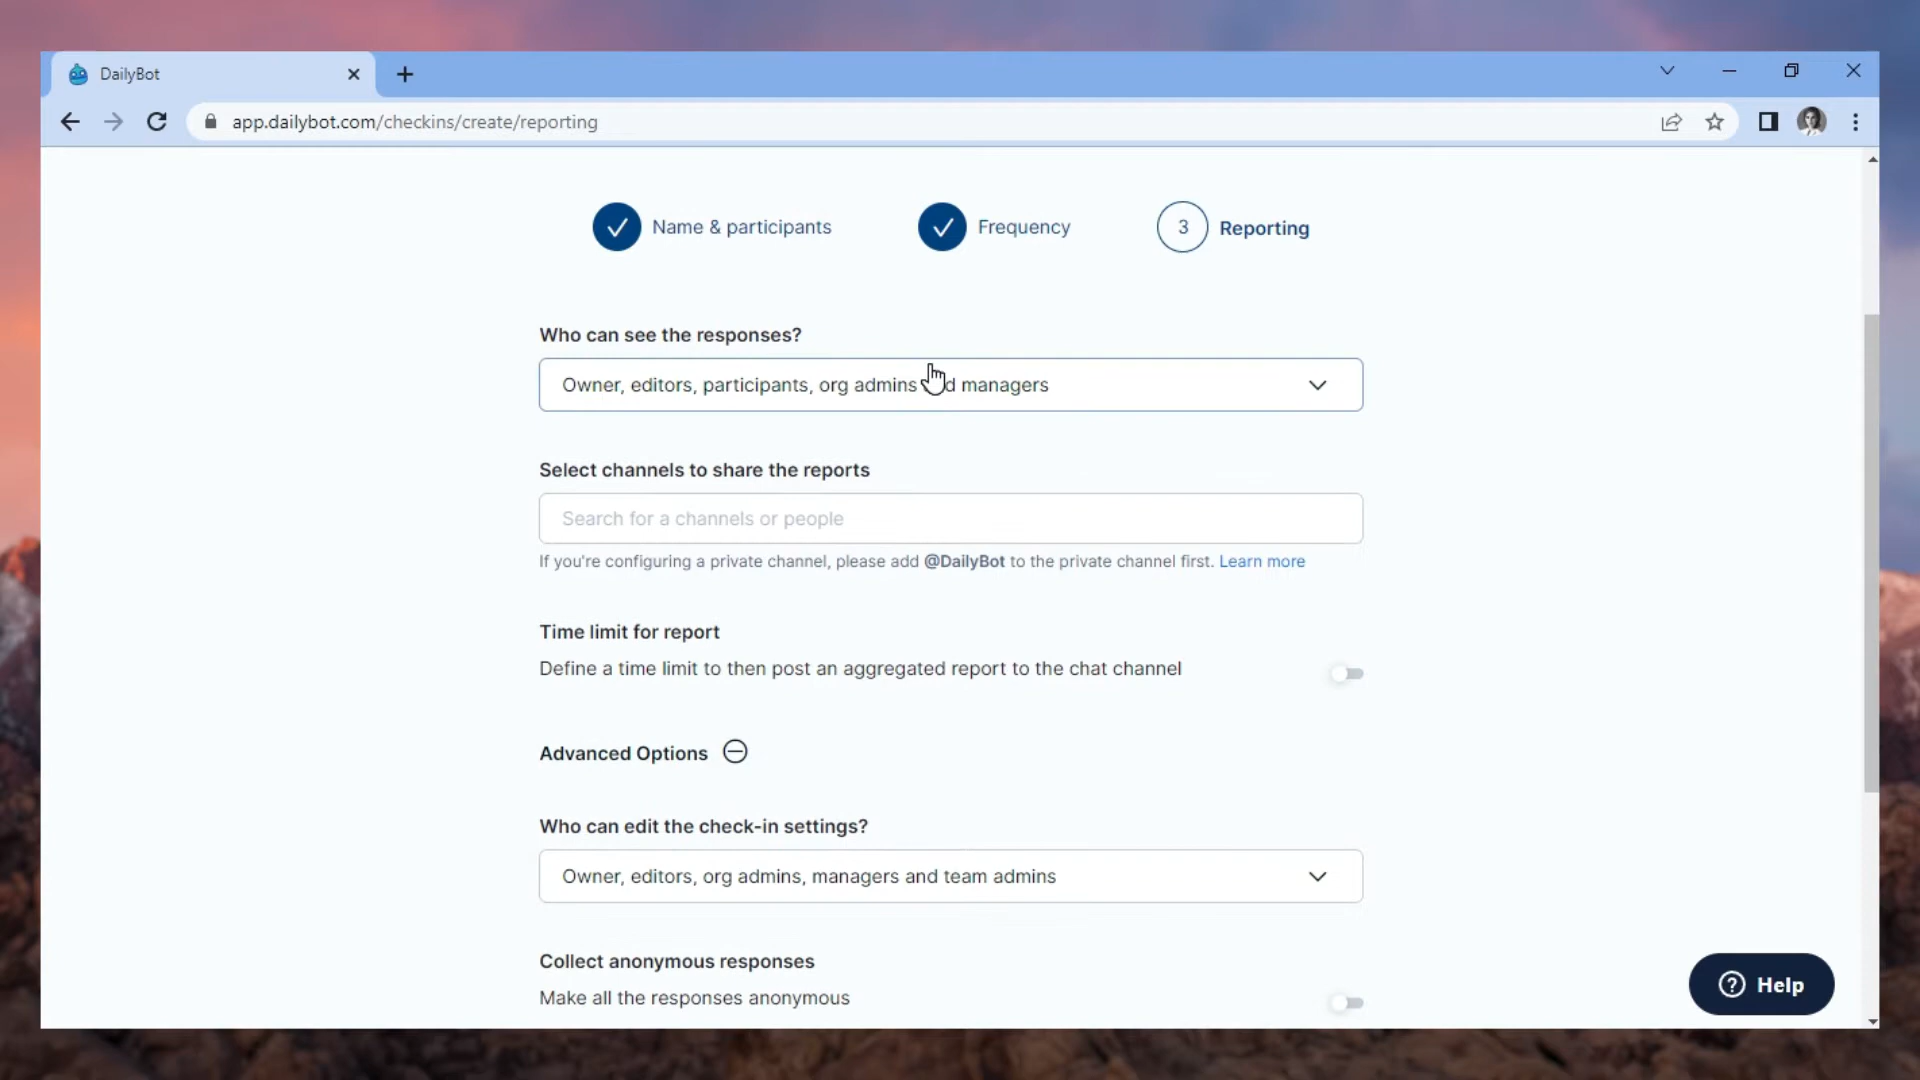 DailyBot
app.dailybot.com/checkins/create/reporting
Name & participants
Frequency
3
Reporting
Who can see the responses?
Owner, editors, participants, org admins d managers
Select channels to share the reports
Search for a channels or people
If you're configuring a private channel, please add @DailyBot to the private channel first. Learn more
Time limit for report
Define a time limit to then post an aggregated report to the chat channel
Advanced Options
Who can edit the check-in settings?
Owner, editors, org admins, managers and team admins
Collect anonymous responses
Make all the responses anonymous
? Help